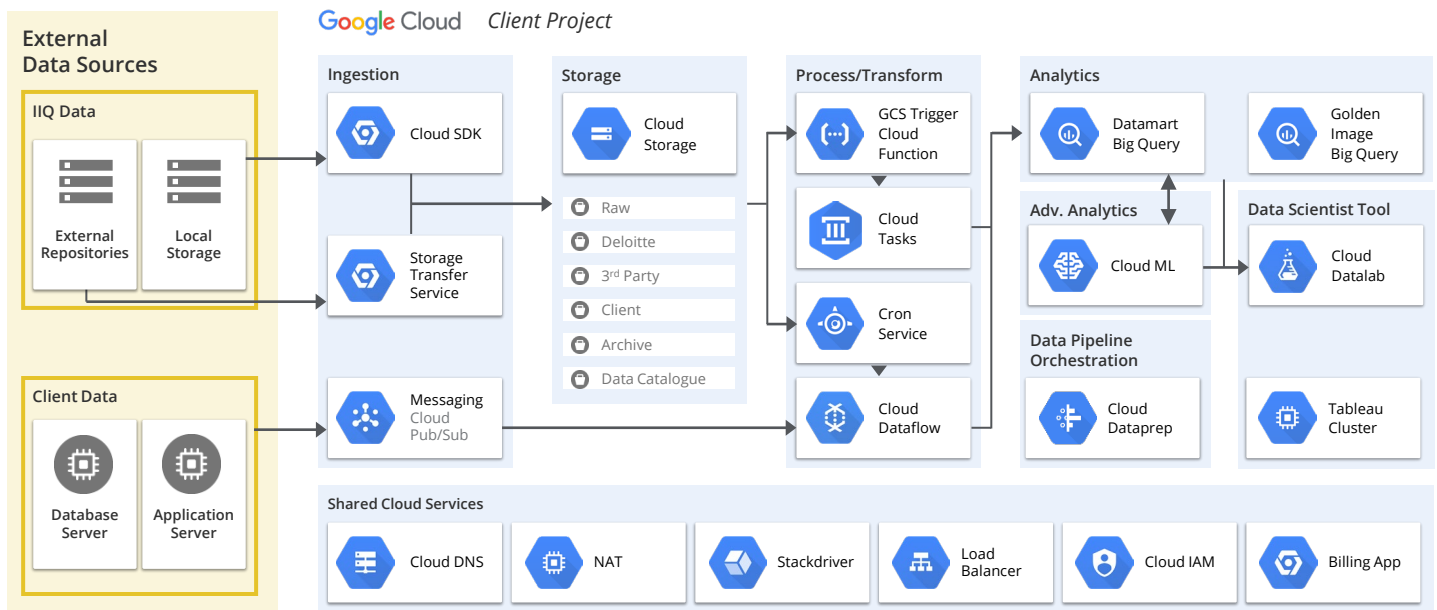 Google Cloud Client Project
External
Data Sources
IIQ Data
External
Repositories
Local
Storage
Client Data
Database
Server
Application
Server
Ingestion
Cloud SDK
Storage
Transfer
Service
Messaging
Cloud
Pub/Sub
Storage
Cloud
Storage
Raw
Deloitte
3rd Party
Client
Archive
Data Catalogue
Process/Transform
GCS Trigger
Cloud
Function
Cloud
Tasks
Cron
Service
Cloud
Dataflow
Analytics
Datamart
Big Query
Golden
Image
Big Query
Adv. Analytics
Cloud ML
Data Scientist Tool
Cloud
Datalab
Data Pipeline
Orchestration
Cloud
Dataprep
Tableau
Cluster
Shared Cloud Services
Cloud DNS
NAT
Stackdriver
Load
Balancer
Cloud IAM
Billing App